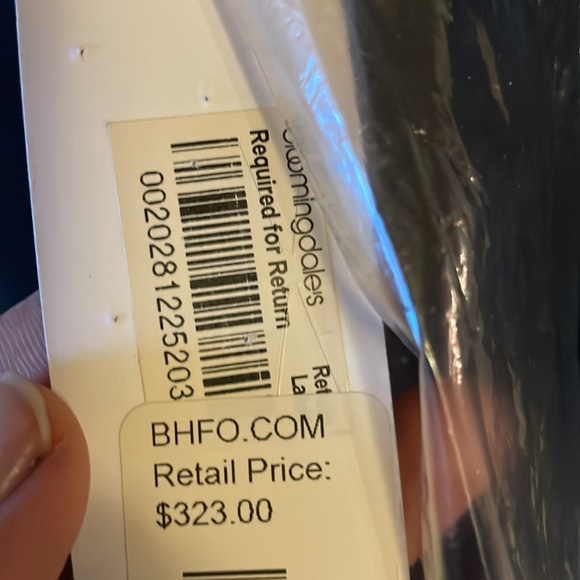 bloomingdale's
Required for Return
0020281225203
BHFO.COM
Retail Price:
$323.00